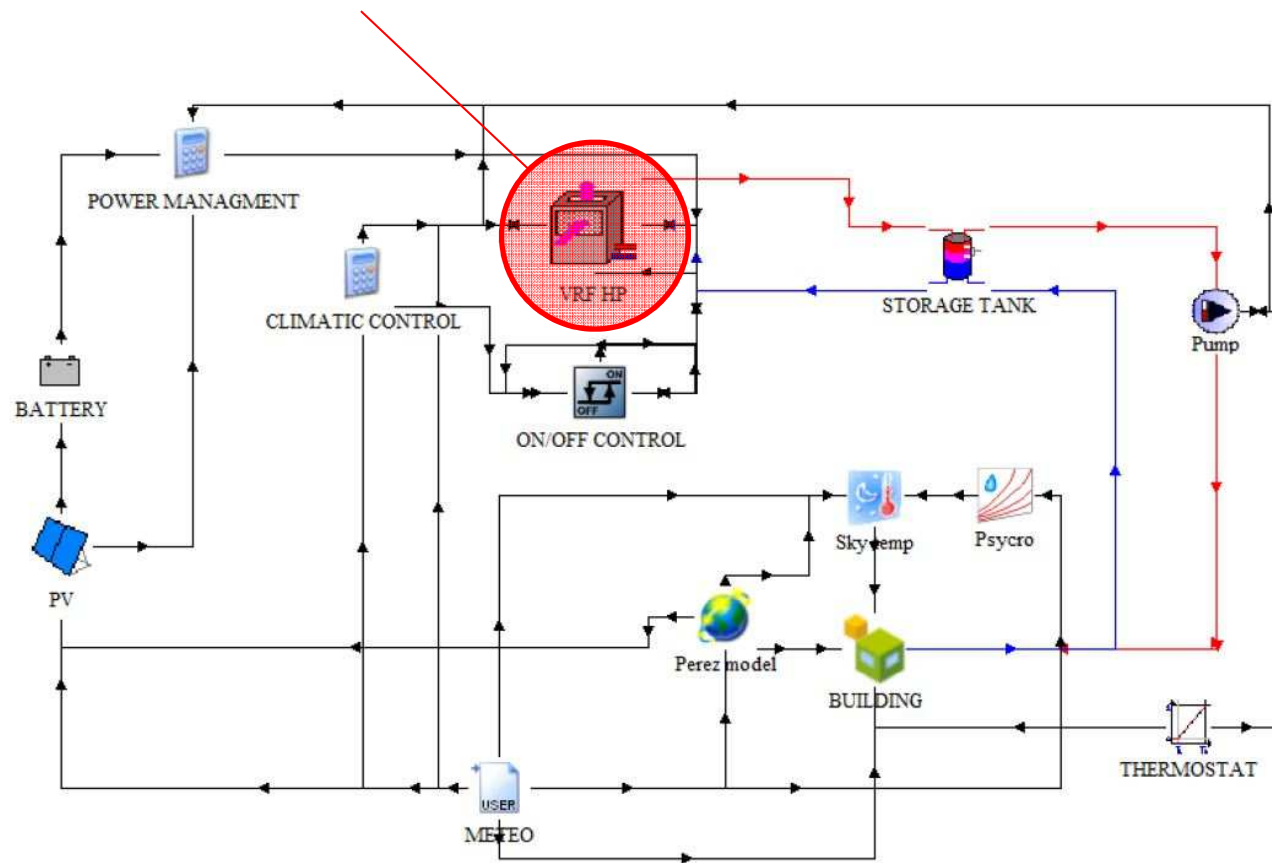 POWER MANAGMENT
VRF HP
CLIMATIC CONTROL
STORAGE TANK
Pump
BATTERY
ON
OFF
ON/OFF CONTROL
Sky temp
Psycro
PV
Perez model
BUILDING
THERMOSTAT
USER
METEO